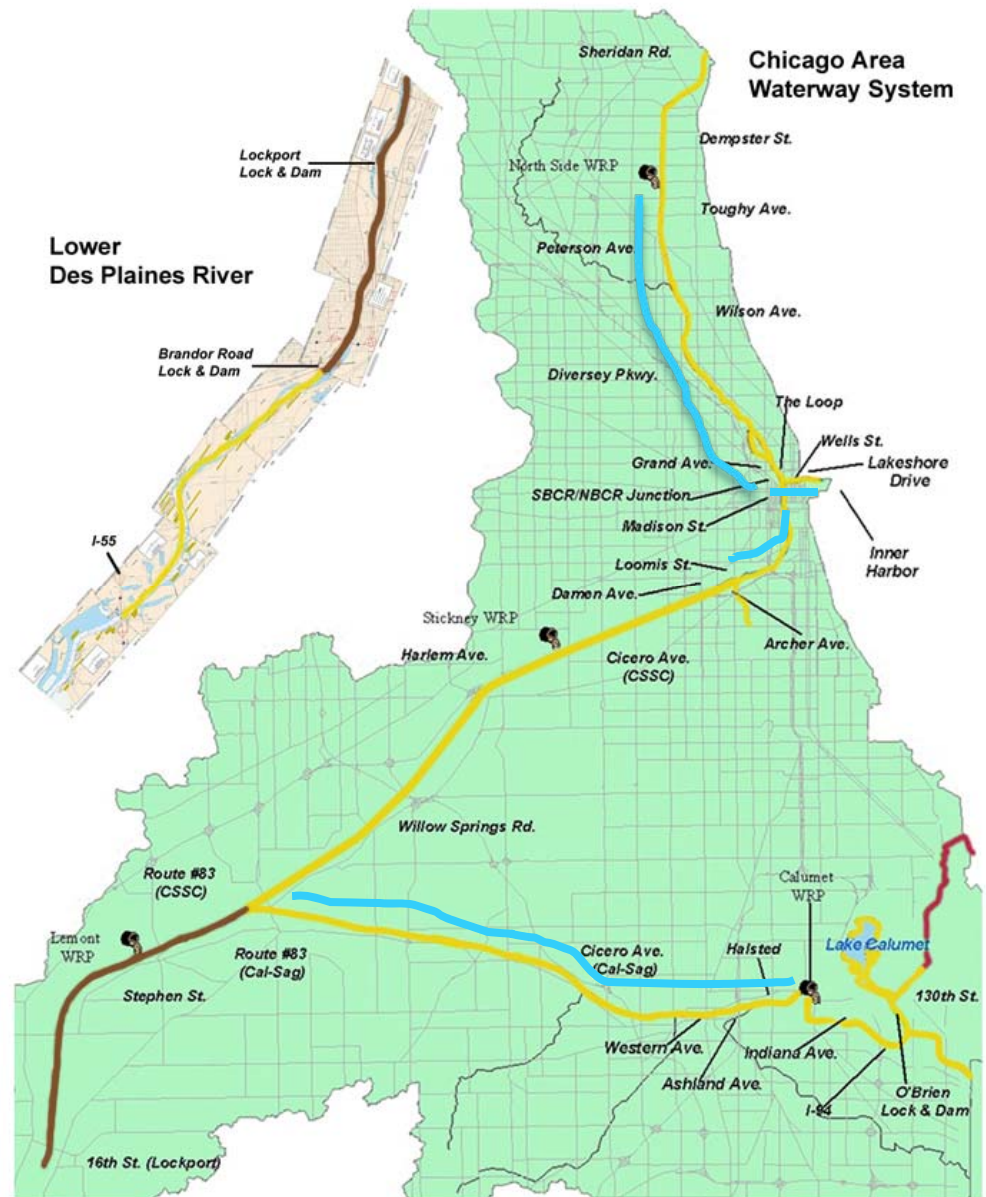 Sheridan Rd.
Chicago Area
Waterway System
Dempster St.
Lockport
Lock & Dam
North Side WRP
Toughy Ave.
Lower
Des Plaines River
Peterson Ave.
Wilson Ave.
Brandor Road
Lock & Dam
Diversey Pkwy.
The Loop
Wells St.
Grand Ave.
Lakeshore
Drive
SBCR/NBCR Junction
Madison St.
I-55
Inner
Harbor
Loomis St.
Damen Ave.
Stickney WRP
Archer Ave.
Harlem Ave.
Cicero Ave.
(CSSC)
Willow Springs Rd.
Route #83
(CSSC)
Calumet
WRP
Lemont
WRP
Route #83
(Cal-Sag)
Cicero Ave.
(Cal-Sag)
Halsted
Lake Calumet
Stephen St.
130th St.
Western Ave.
Indiana Ave.
Ashland Ave.
I-94
O'Brien
Lock & Dam
16th St. (Lockport)